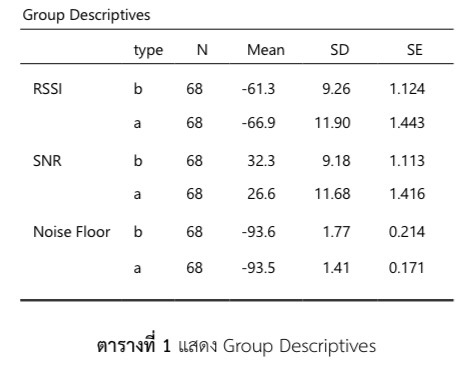 Group Descriptives
type N Mean SD SE
RSSI b 68 -61.3 9.26 1.124
a 68 -66.9 11.90 1.443
SNR b 68 32.3 9.18 1.113
a 68 26.6 11.68 1.416
Noise Floor b 68 -93.6 1.77 0.214
a 68 -93.5 1.41 0.171
ตารางที่ 1 แสดง Group Descriptives